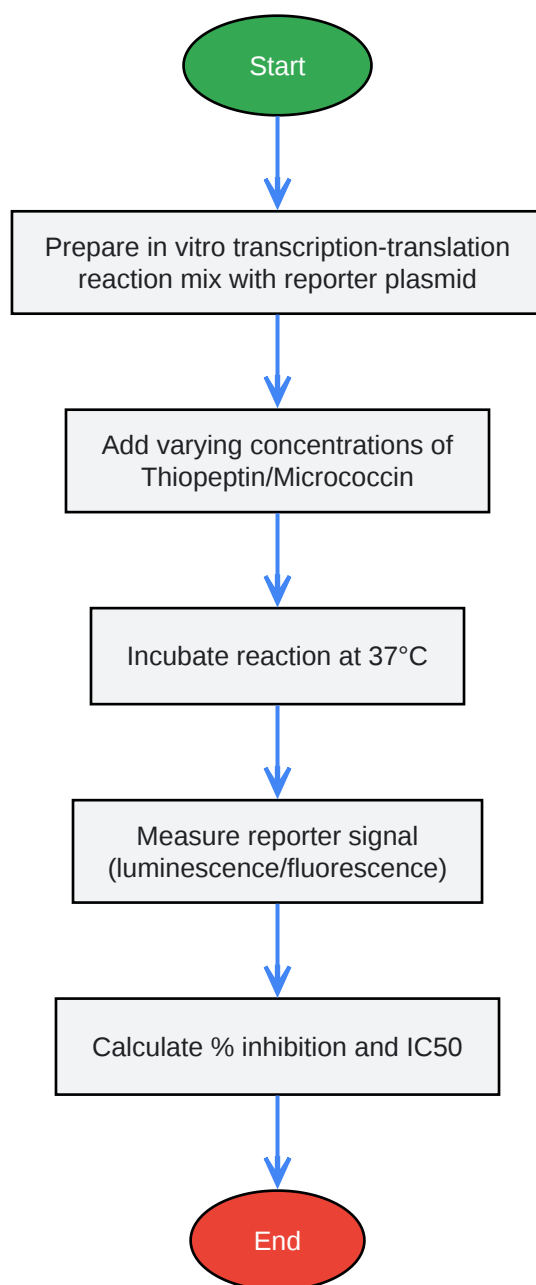 Start
Prepare in vitro transcription-translation
reaction mix with reporter plasmid
Add varying concentrations of
Thiopeptin/Micrococcin
Incubate reaction at 37°C
Measure reporter signal
(luminescence/fluorescence)
Calculate % inhibition and IC50
End